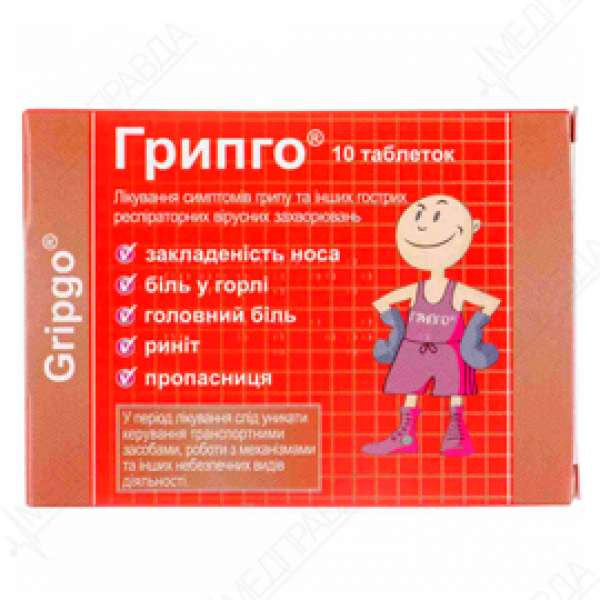 Грипго® 10 таблеток
Лікування симптомів грипу та інших гострих
респіраторних вірусних захворювань
закладеність носа
біль у горлі
головний біль
риніт
пропасниця
У період лікування слід уникати
керування транспортними
засобами, роботи з механізмами
та інших небезпечних видів
діяльності.
Gripgo®
ГРИПГО®
МЕДПРАВДА